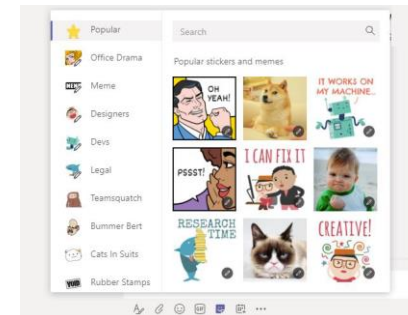 Popular
Office Drama
Meme
Designers
Devs
Legal
Teamsquatch
Bummer Bert
Cats In Suits
Rubber Stamps
Search
Popular stickers and memes
OH
YEAH!
IT WORKS ON
MY MACHINE...
PSSST!
I CAN FIX IT
RESEARCH
TIME
CREATIVE!
GIF